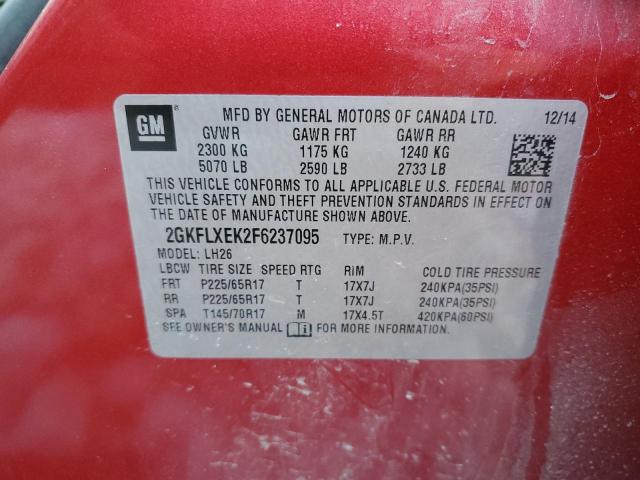 GM ® MFD BY GENERAL MOTORS OF CANADA LTD. 12/14
GVWR GAWR FRT GAWR RR
2300 KG 1175 KG 1240 KG
5070 LB 2590 LB 2733 LB
THIS VEHICLE CONFORMS TO ALL APPLICABLE U.S. FEDERAL MOTOR
VEHICLE SAFETY AND THEFT PREVENTION STANDARDS IN EFFECT ON
THE DATE OF MANUFACTURE SHOWN ABOVE.
2GKFLXEK2F6237095 TYPE: M.P.V.
MODEL: LH26
LBCW TIRE SIZE SPEED RTG RIM COLD TIRE PRESSURE
FRT P225/65R17 T 17X7J 240KPA(35PSI)
RR P225/65R17 T 17X7J 240KPA(35PSI)
SPA T145/70R17 M 17X4.5T 420KPA(60PSI)
SEE OWNER'S MANUAL FOR MORE INFORMATION.